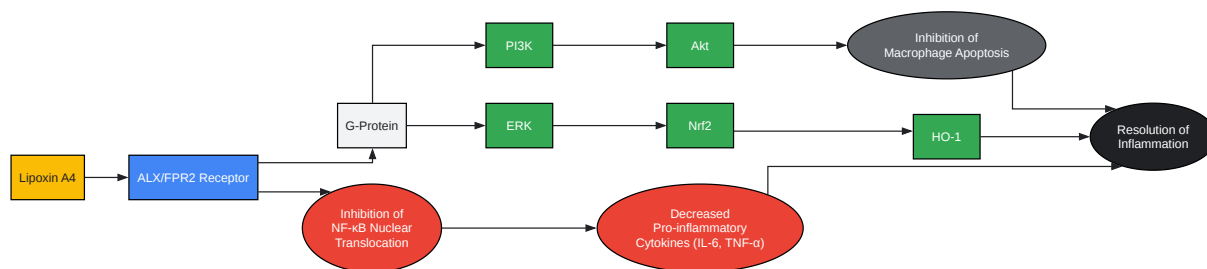 PI3K
Akt
Inhibition of
Macrophage Apoptosis
G-Protein
ERK
Nrf2
HO-1
Resolution of
Inflammation
Lipoxin A4
ALX/FPR2 Receptor
Inhibition of
NF-κB Nuclear
Translocation
Decreased
Pro-inflammatory
Cytokines (IL-6, TNF-α)